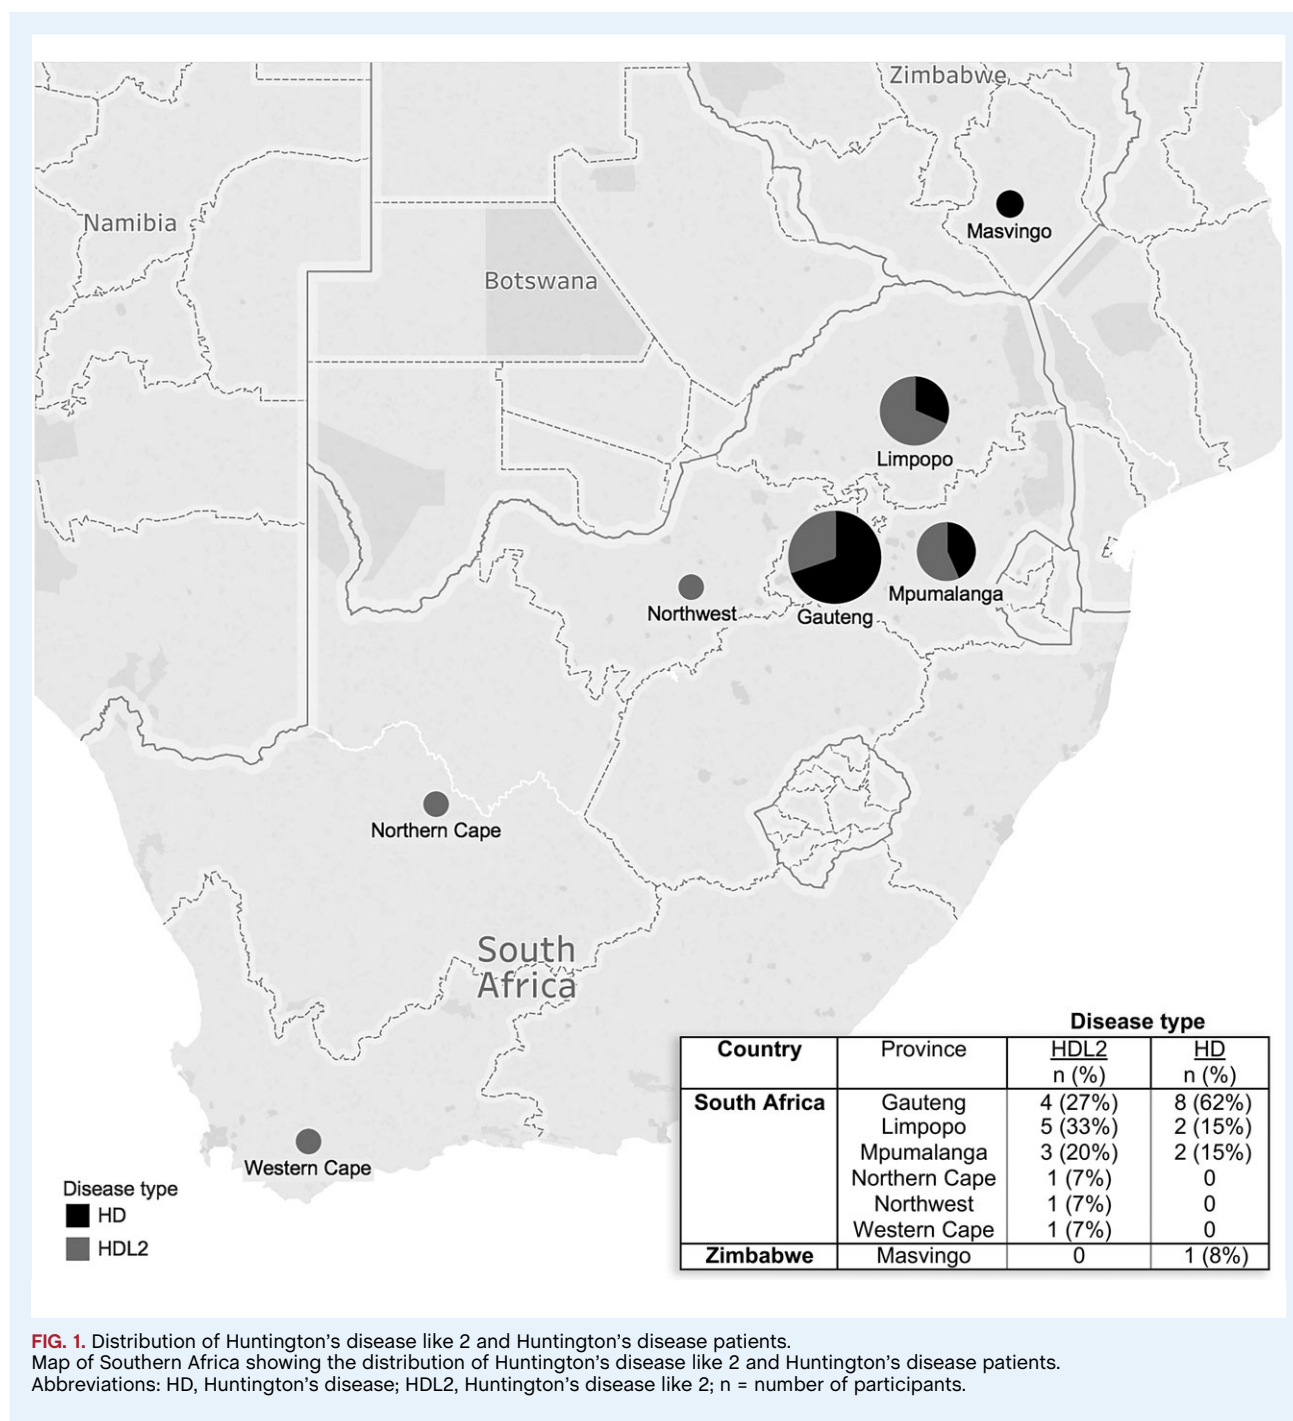 Zimbabwe
Namibia
Masvingo
Botswana
Limpopo
Mpumalanga
Northwest
Gauteng
Northern Cape
South
Africa
Western Cape
Disease type
HD
HDL2
Disease type
Country Province HDL2 HD
n (%) n (%)
South Africa Gauteng 4 (27%) 8 (62%)
Limpopo 5 (33%) 2 (15%)
Mpumalanga 3 (20%) 2 (15%)
Northern Cape 1 (7%) 0
Northwest 1 (7%) 0
Western Cape 1 (7%) 0
Zimbabwe Masvingo 0 1 (8%)
FIG. 1. Distribution of Huntington's disease like 2 and Huntington's disease patients.
Map of Southern Africa showing the distribution of Huntington's disease like 2 and Huntington's disease patients.
Abbreviations: HD, Huntington's disease; HDL2, Huntington's disease like 2; n = number of participants.